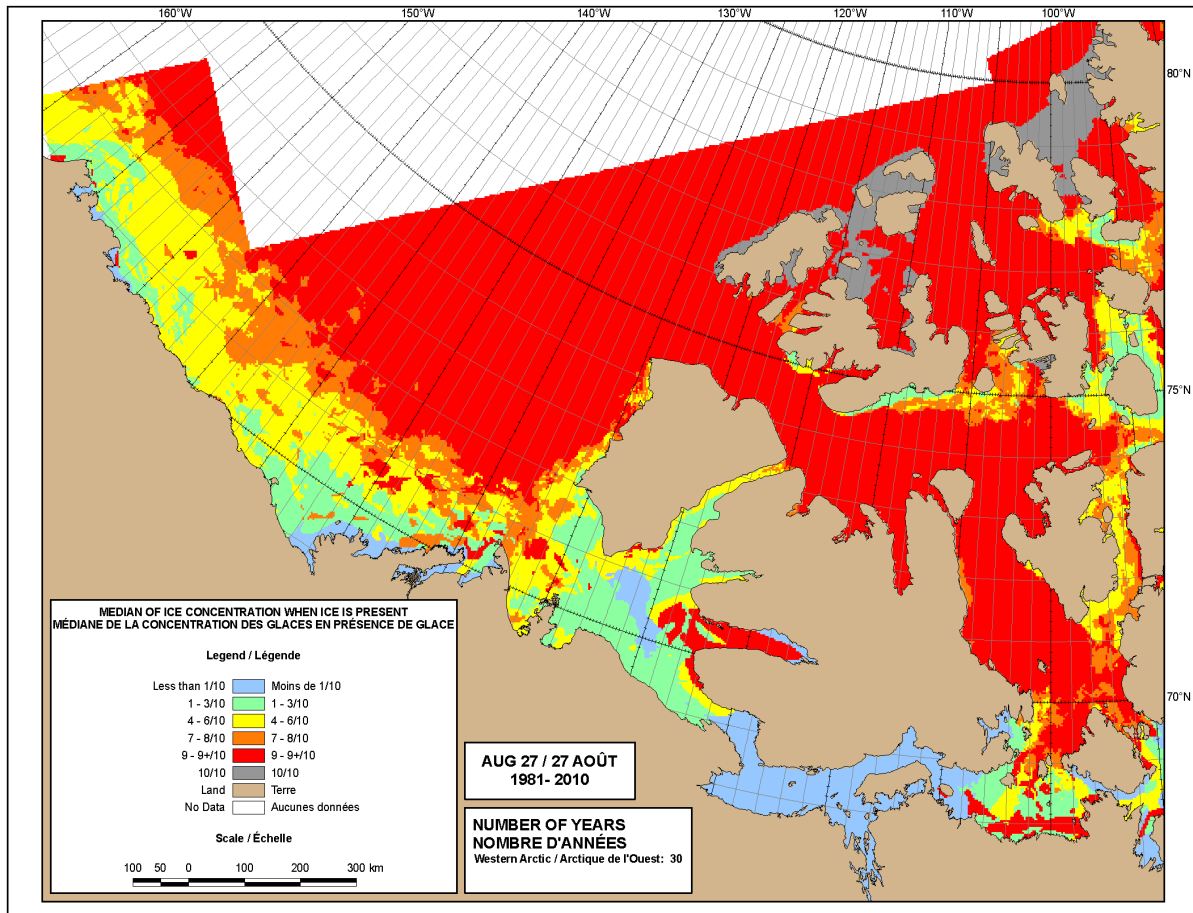 160°W 150°W 140°W 130°W 120°W 110°W 100°W
80°N
75°N
70°N
MEDIAN OF ICE CONCENTRATION WHEN ICE IS PRESENT
MÉDIANE DE LA CONCENTRATION DES GLACES EN PRÉSENCE DE GLACE
Legend / Légende
Less than 1/10 Moins de 1/10
1 - 3/10 1 - 3/10
4 - 6/10 4 - 6/10
7 - 8/10 7 - 8/10
9 - 9+/10 9 - 9+/10
10/10 10/10
Land Terre
No Data Aucunes données
Scale / Échelle
100 50 0 100 200 300 km
AUG 27 / 27 AOÛT
1981- 2010
NUMBER OF YEARS
NOMBRE D'ANNÉES
Western Arctic / Arctique de l'Ouest: 30